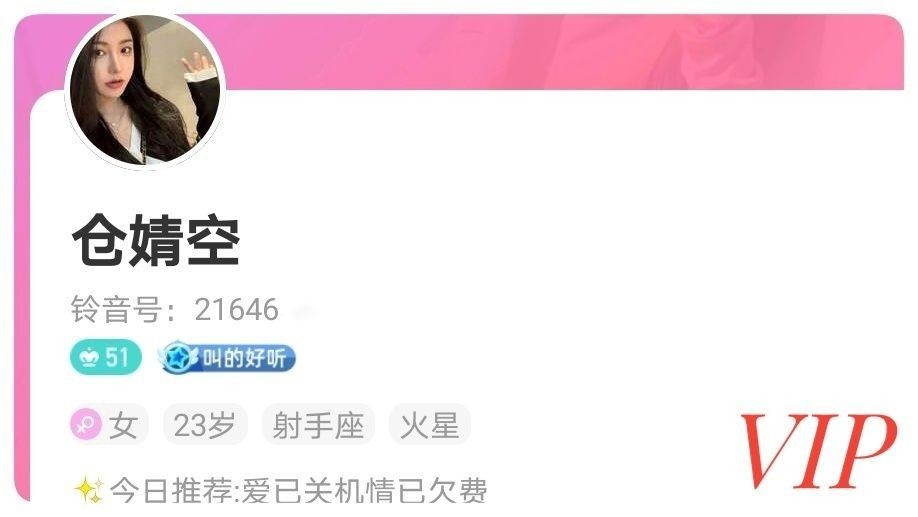 仓婧空
铃音号：21646
51 叫的好听
女 23岁 射手座 火星
VIP
✨今日推荐:爱已关机情已欠费